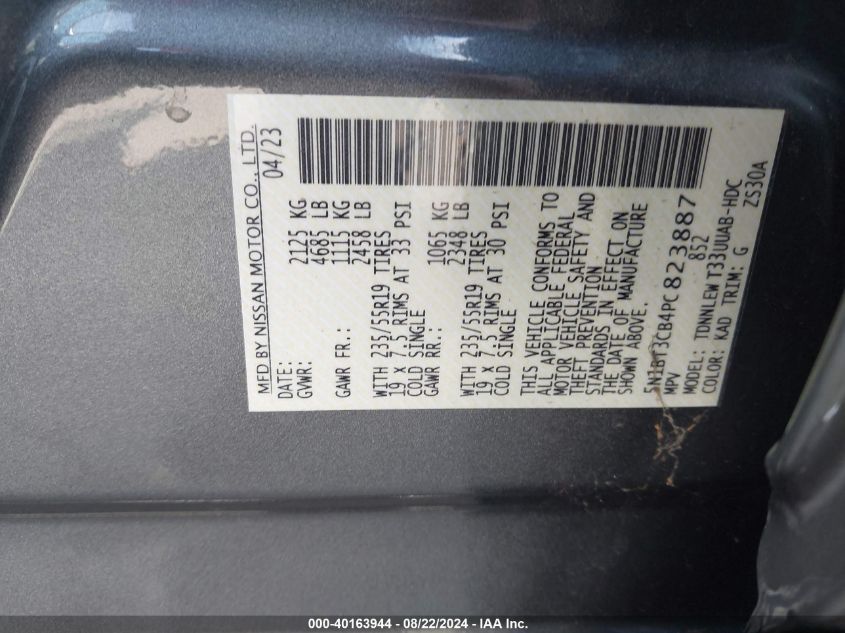 MFD BY NISSAN MOTOR CO., LTD.
DATE: 04/23
GVWR: 2125 KG
4685 LB
GAWR FR.: 1115 KG
2458 LB
WITH 235/55R19 TIRES
19 X 7.5 RIMS AT 33 PSI
COLD SINGLE
GAWR RR.: 1065 KG
2348 LB
WITH 235/55R19 TIRES
19 X 7.5 RIMS AT 30 PSI
COLD SINGLE
THIS VEHICLE CONFORMS TO
ALL APPLICABLE FEDERAL
MOTOR VEHICLE SAFETY AND
THEFT PREVENTION
STANDARDS IN EFFECT ON
THE DATE OF MANUFACTURE
SHOWN ABOVE.
5N1BT3CB4PC823887
MPV 852
MODEL: TDNNLEW T33UUAB-HDC
COLOR: KAD TRIM: G ZS30A
000-40163944 - 08/22/2024 - IAA Inc.